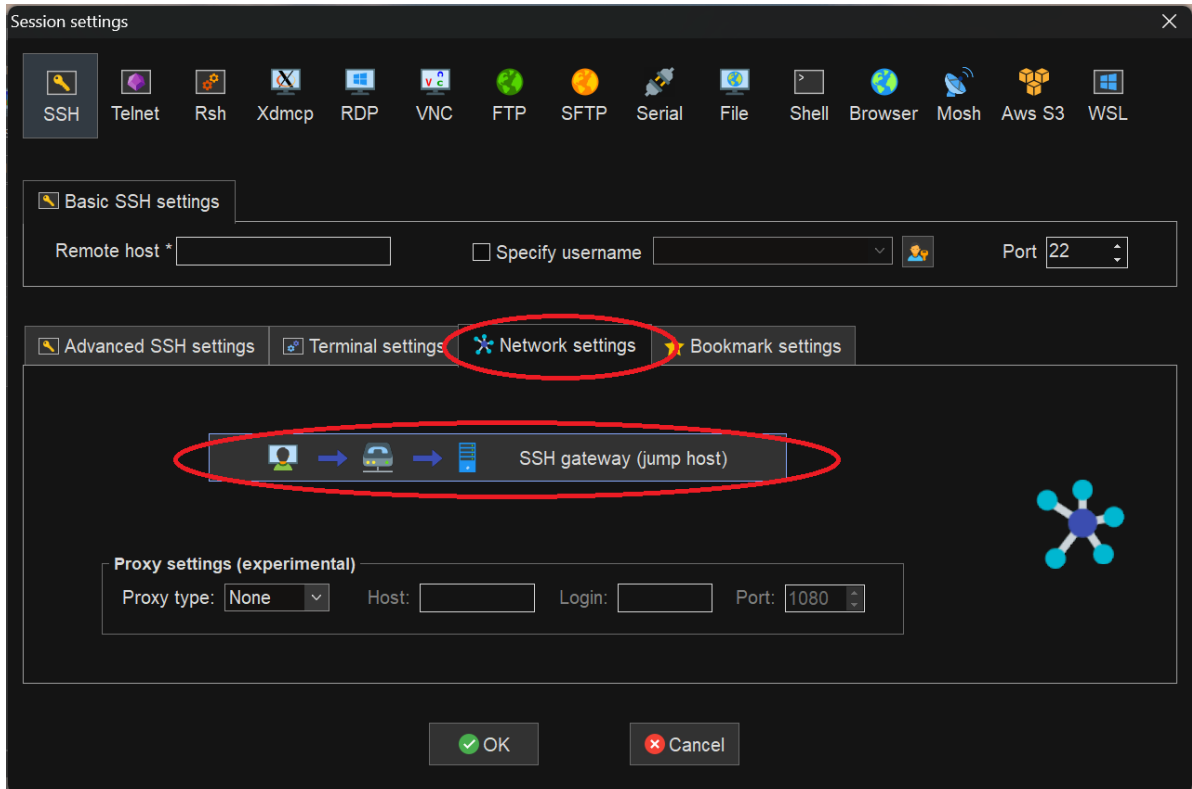 Session settings
SSH Telnet Rsh Xdmcp RDP VNC FTP SFTP Serial File Shell Browser Mosh Aws S3 WSL
Basic SSH settings
Remote host * Specify username Port 22
Advanced SSH settings Terminal settings Network settings Bookmark settings
SSH gateway (jump host)
Proxy settings (experimental)
Proxy type: None Host: Login: Port: 1080
OK Cancel